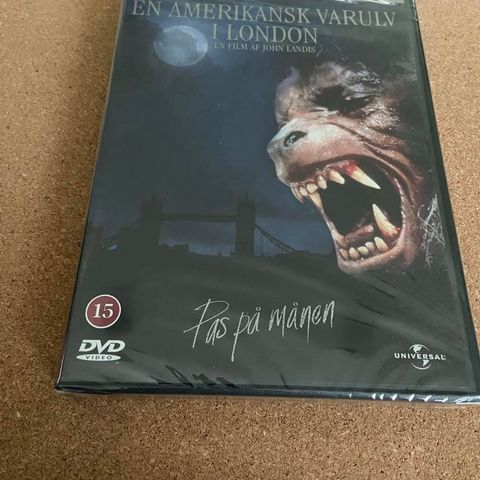 EN AMERIKANSK VARULV
I LONDON
EN FILM AF JOHN LANDIS
Pas på månen
15
DVD
VIDEO
UNIVERSAL